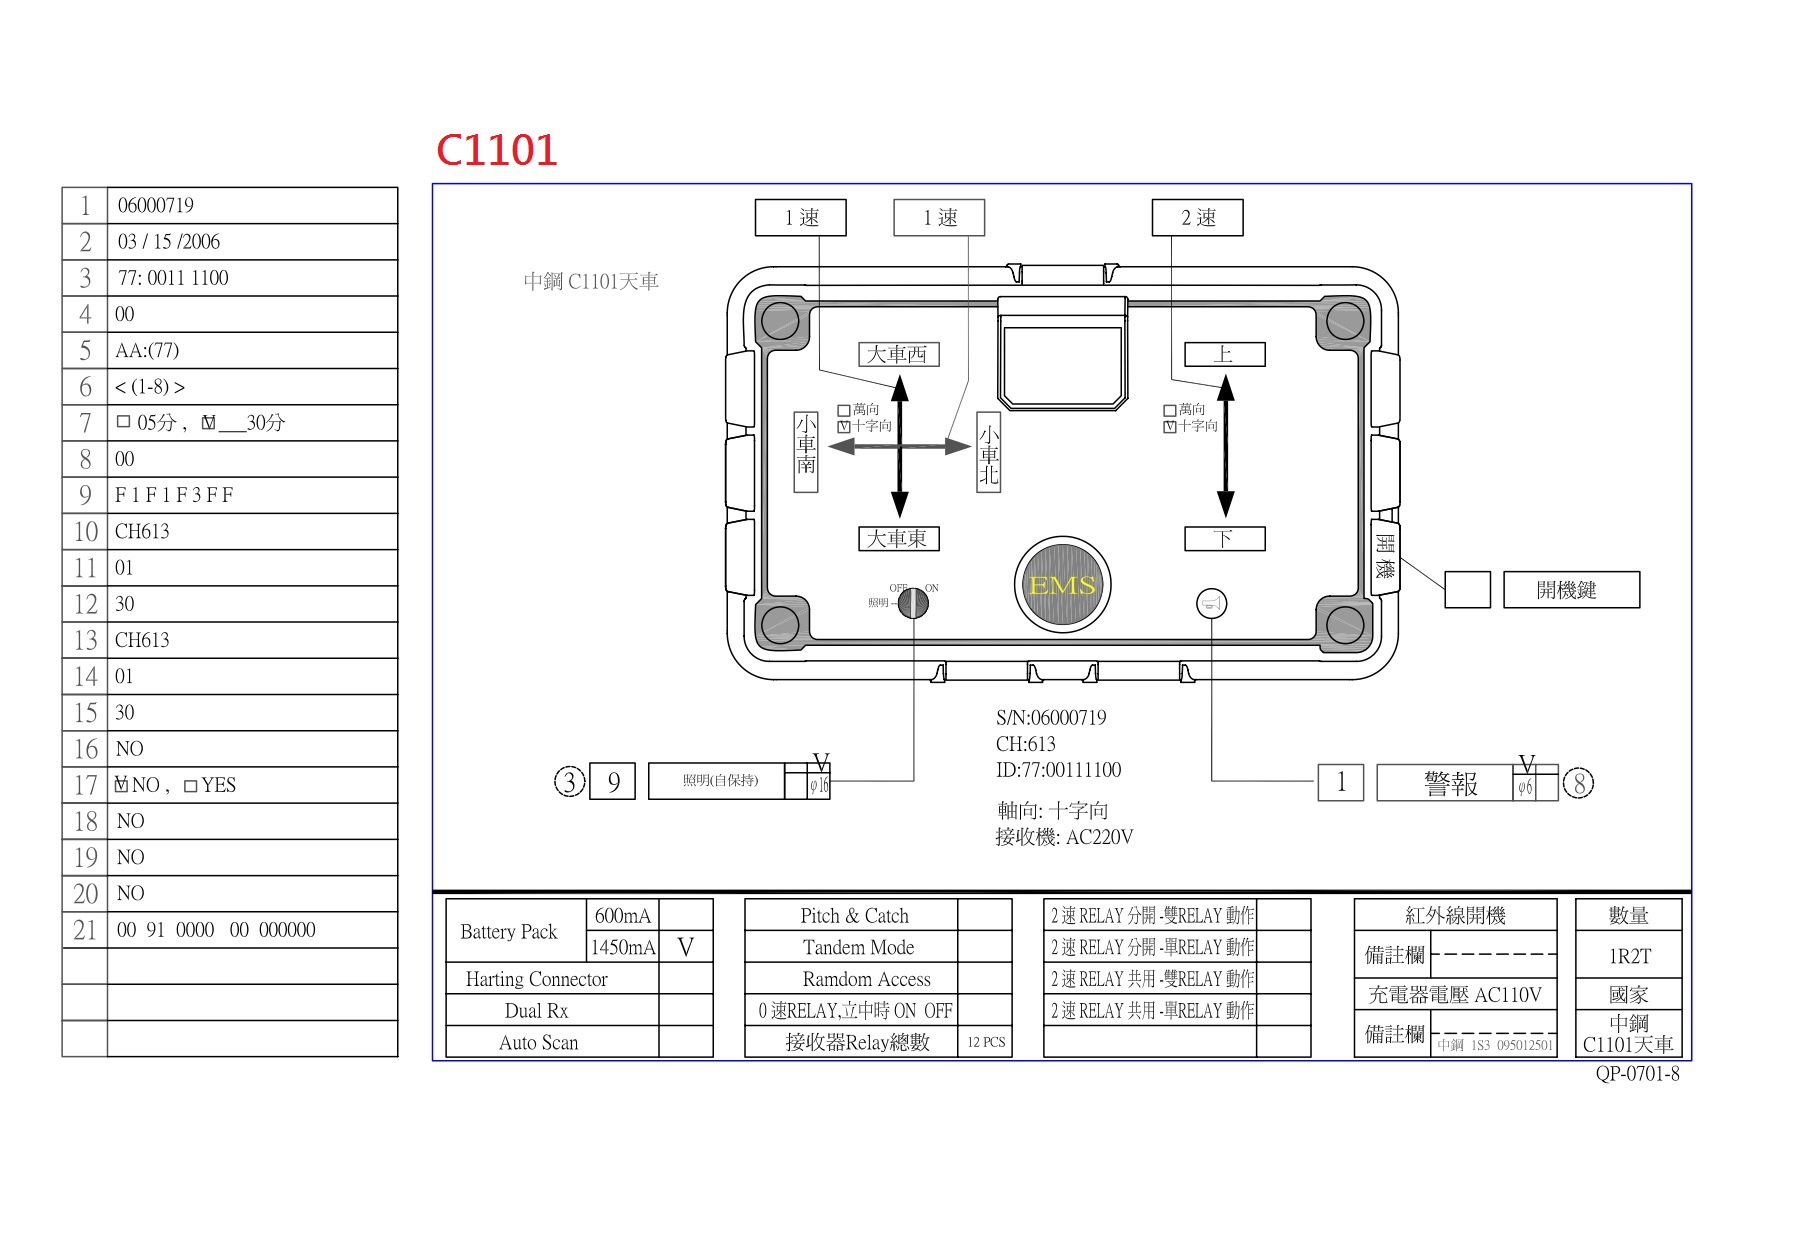 C1101
1 06000719
2 03 / 15 /2006
3 77: 0011 1100
4 00
5 AA:(77)
6 < (1-8) >
7 □ 05分 , ☑ ___30分
8 00
9 F 1 F 1 F 3 F F
10 CH613
11 01
12 30
13 CH613
14 01
15 30
16 NO
17 ☑ NO , □ YES
18 NO
19 NO
20 NO
21 00 91 0000 00 000000
1 速
1 速
2 速
中鋼 C1101天車
大車西
□ 萬向
☑ 十字向
小車南
小車北
大車東
上
□ 萬向
☑ 十字向
下
開機
開機鍵
OFF ON
照明
EMS
3 9 照明(自保持) V φ16
1 警報 V φ6 8
S/N:06000719
CH:613
ID:77:00111100
軸向: 十字向
接收機: AC220V
Battery Pack
600mA
1450mA V
Harting Connector
Dual Rx
Auto Scan
Pitch & Catch
Tandem Mode
Ramdom Access
0 速RELAY,立中時 ON OFF
接收器Relay總數 12 PCS
2 速 RELAY 分開 -雙RELAY 動作
2 速 RELAY 分開 -單RELAY 動作
2 速 RELAY 共用 -雙RELAY 動作
2 速 RELAY 共用 -單RELAY 動作
紅外線開機
備註欄
充電器電壓 AC110V
備註欄
中鋼 1S3 095012501
數量
1R2T
國家
中鋼
C1101天車
QP-0701-8